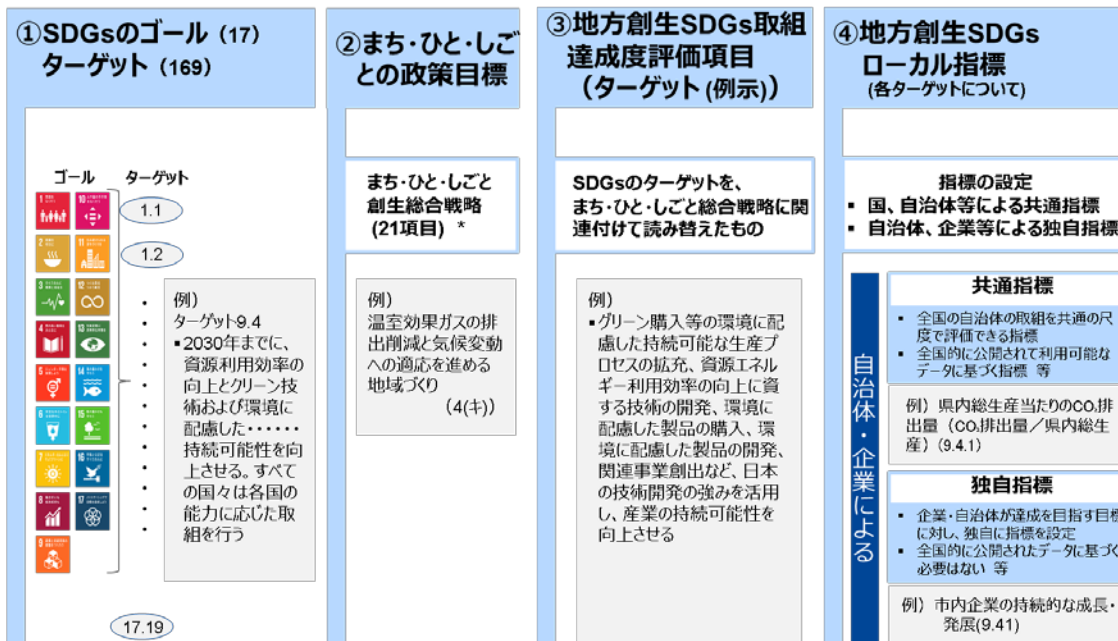 ①SDGsのゴール（17）
ターゲット（169）
ゴール ターゲット
1.1
1.2
例）
ターゲット9.4
▪2030年までに、
資源利用効率の
向上とクリーン技
術および環境に
配慮した・・・・・・
持続可能性を向
上させる。すべて
の国々は各国の
能力に応じた取
組を行う
17.19
②まち・ひと・しご
との政策目標
まち・ひと・しごと
創生総合戦略
(21項目) *
例）
温室効果ガスの排
出削減と気候変動
への適応を進める
地域づくり
（4(キ)）
③地方創生SDGs取組
達成度評価項目
（ターゲット(例示)）
SDGsのターゲットを、
まち・ひと・しごと総合戦略に関
連付けて読み替えたもの
例）
▪グリーン購入等の環境に配
慮した持続可能な生産プ
ロセスの拡充、資源エネル
ギー利用効率の向上に資
する技術の開発、環境に
配慮した製品の購入、環
境に配慮した製品の開発、
関連事業創出など、日本
の技術開発の強みを活用
し、産業の持続可能性を
向上させる
④地方創生SDGs
ローカル指標
(各ターゲットについて)
指標の設定
▪ 国、自治体等による共通指標
▪ 自治体、企業等による独自指標
自治体・企業による
共通指標
▪ 全国の自治体の取組を共通の尺
度で評価できる指標
▪ 全国的に公開されて利用可能な
データに基づく指標 等
例）県内総生産当たりのCO₂排
出量（CO₂排出量／県内総生
産）（9.4.1）
独自指標
▪ 企業・自治体が達成を目指す目標
に対し、独自に指標を設定
▪ 全国的に公開されたデータに基づく
必要はない 等
例）市内企業の持続的な成長・
発展(9.41)